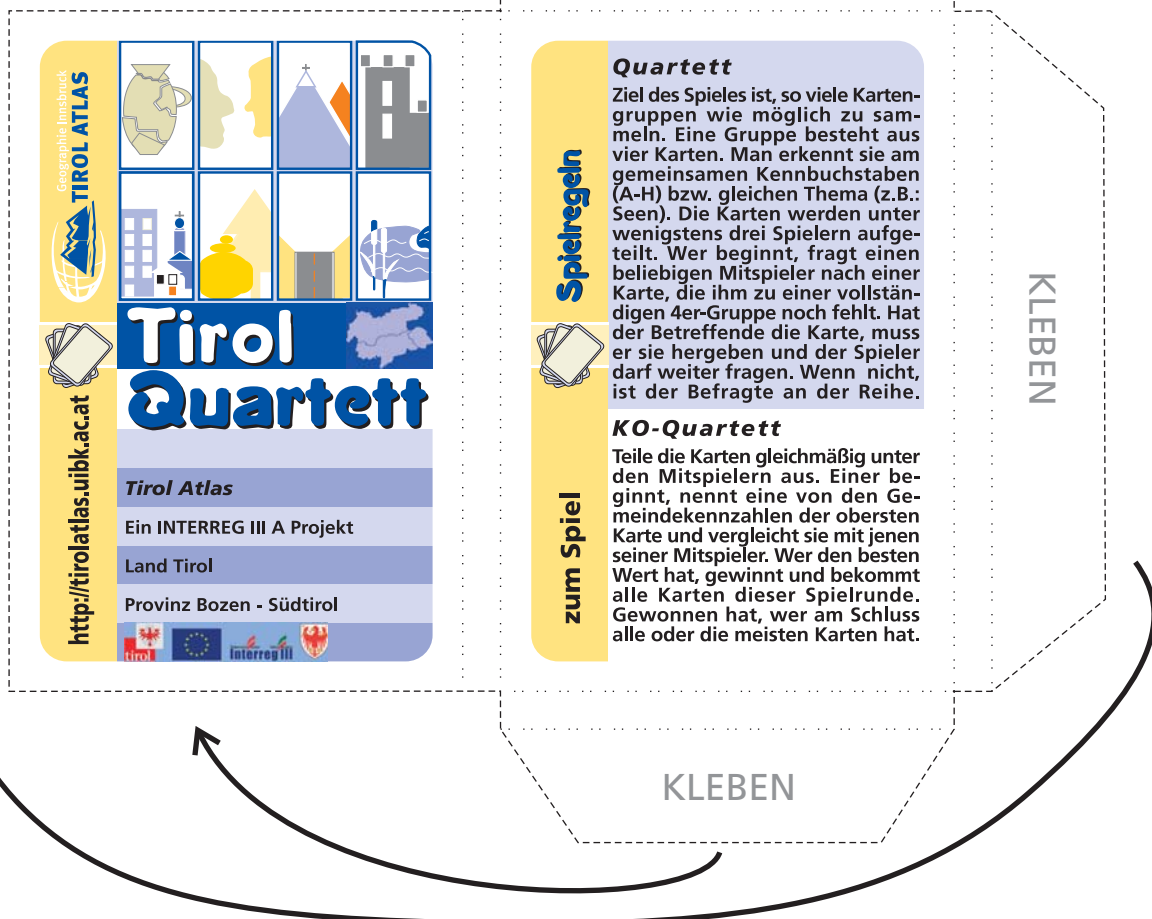 Geographie Innsbruck
TIROL ATLAS
http://tirolatlas.uibk.ac.at
Tirol
Quartett
Tirol Atlas
Ein INTERREG III A Projekt
Land Tirol
Provinz Bozen - Südtirol
tirol
Interreg III
Spielregeln
zum Spiel
Quartett
Ziel des Spieles ist, so viele Karten-
gruppen wie möglich zu sam-
meln. Eine Gruppe besteht aus
vier Karten. Man erkennt sie am
gemeinsamen Kennbuchstaben
(A-H) bzw. gleichen Thema (z.B.:
Seen). Die Karten werden unter
wenigstens drei Spielern aufge-
teilt. Wer beginnt, fragt einen
beliebigen Mitspieler nach einer
Karte, die ihm zu einer vollstän-
digen 4er-Gruppe noch fehlt. Hat
der Betreffende die Karte, muss
er sie hergeben und der Spieler
darf weiter fragen. Wenn nicht,
ist der Befragte an der Reihe.
KO-Quartett
Teile die Karten gleichmäßig unter
den Mitspielern aus. Einer be-
ginnt, nennt eine von den Ge-
meindekennzahlen der obersten
Karte und vergleicht sie mit jenen
seiner Mitspieler. Wer den besten
Wert hat, gewinnt und bekommt
alle Karten dieser Spielrunde.
Gewonnen hat, wer am Schluss
alle oder die meisten Karten hat.
KLEBEN
KLEBEN